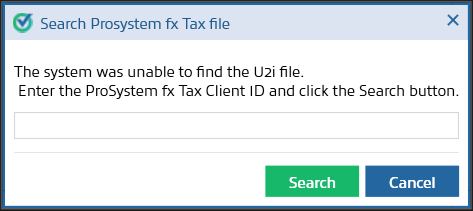 Search Prosystem fx Tax file
The system was unable to find the U2i file.
Enter the ProSystem fx Tax Client ID and click the Search button.
Search Cancel